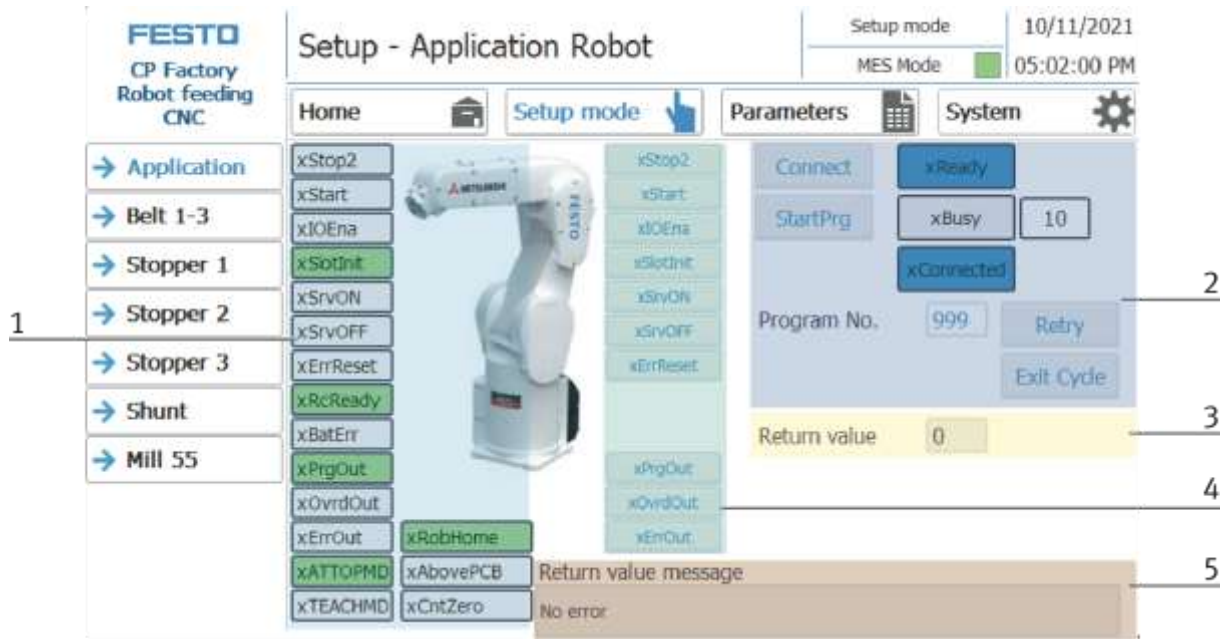 FESTO
CP Factory
Robot feeding
CNC
Setup - Application Robot
Setup mode
10/11/2021
MES Mode
05:02:00 PM
Home
Setup mode
Parameters
System
Application
Belt 1-3
Stopper 1
Stopper 2
Stopper 3
Shunt
Mill 55
xStop2
xStart
xIOEna
xSlotInit
xSrvON
xSrvOFF
xErrReset
xRcReady
xBatErr
xPrgOut
xOvrdOut
xErrOut
xATTOPMD
xTEACHMD
xRobHome
xAbovePCB
xCntZero
MITSUBISHI
FESTO
xStop2
xStart
xIOEna
xSlotInit
xSrvON
xSrvOFF
xErrReset
xPrgOut
xOvrdOut
xErrOut
Connect
xReady
StartPrg
xBusy
10
xConnected
Program No.
999
Retry
Exit Cycle
Return value
0
Return value message
No error
1
2
3
4
5